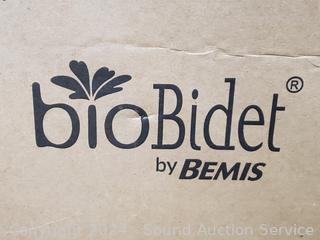 bioBidet®
by BEMIS
Copyright 2024 - Sound Auction Service